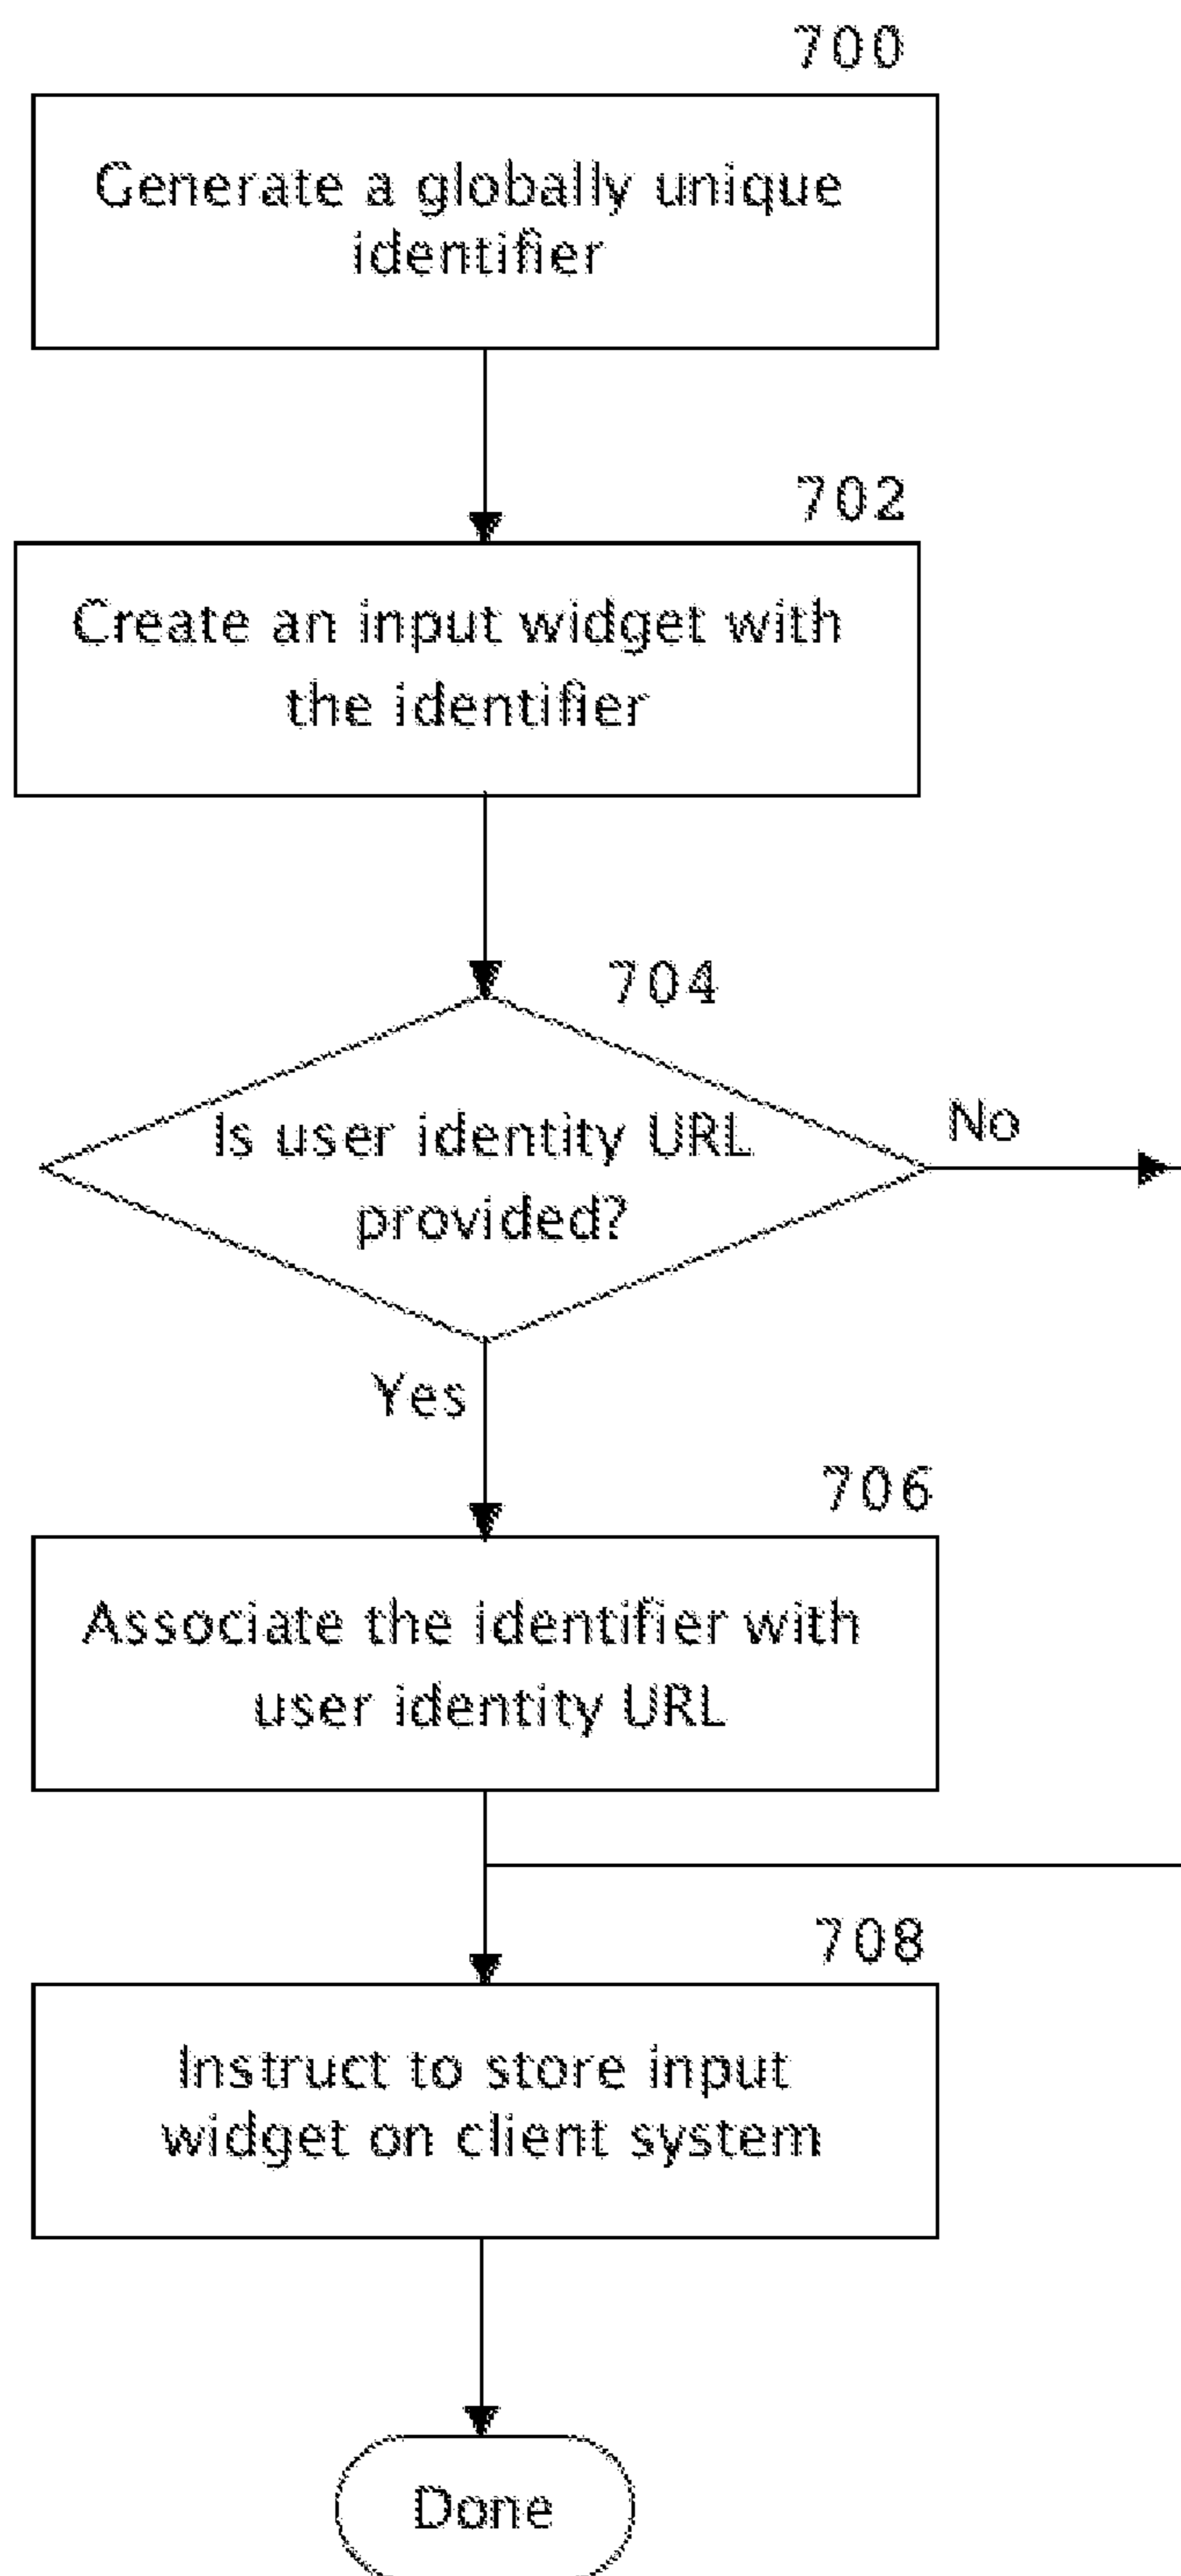 700
Generate a globally unique
identifier
702
Create an input widget with
the identifier
704
Is user identity URL
provided?
No
Yes
706
Associate the identifier with
user identity URL
708
Instruct to store input
widget on client system
Done